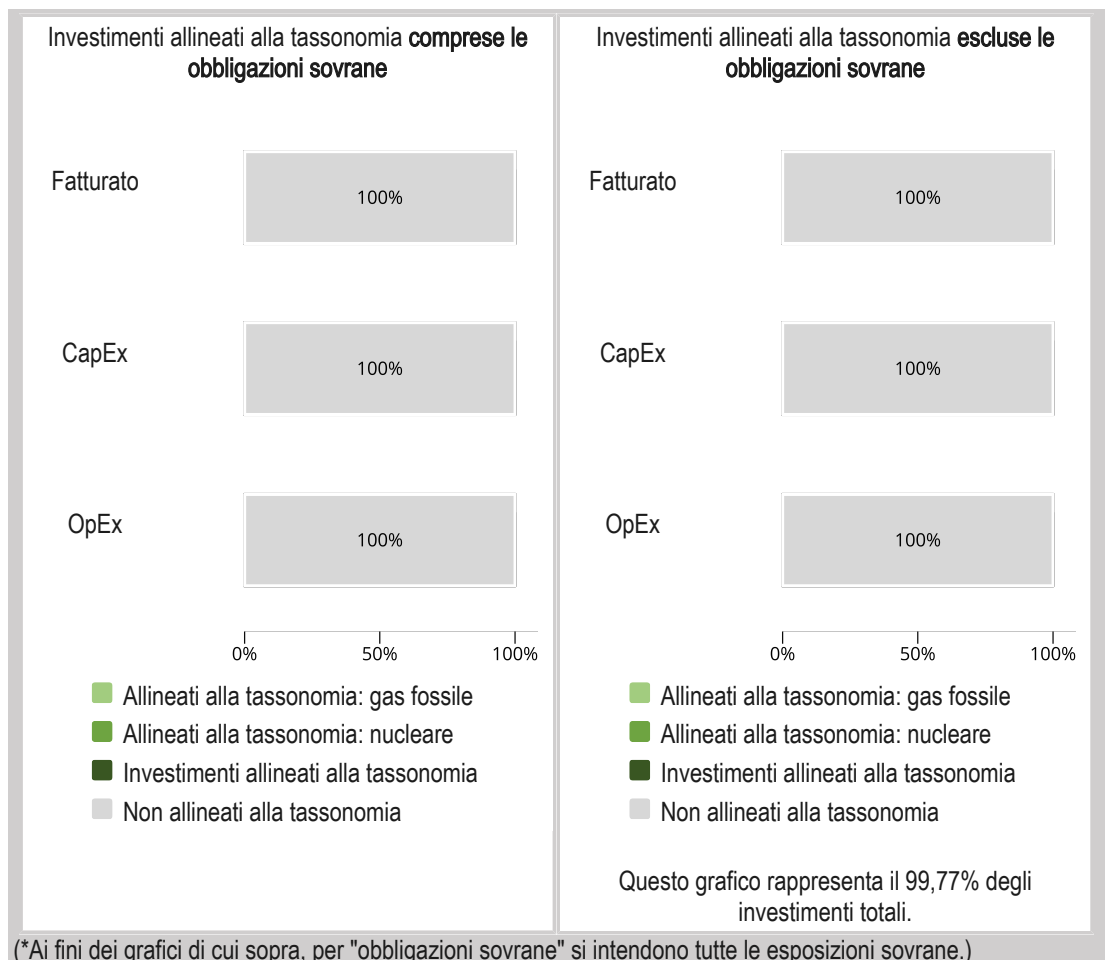 Investimenti allineati alla tassonomia comprese le
obbligazioni sovrane
Fatturato
100%
CapEx
100%
OpEx
100%
0% 50% 100%
Allineati alla tassonomia: gas fossile
Allineati alla tassonomia: nucleare
Investimenti allineati alla tassonomia
Non allineati alla tassonomia
Investimenti allineati alla tassonomia escluse le
obbligazioni sovrane
Fatturato
100%
CapEx
100%
OpEx
100%
0% 50% 100%
Allineati alla tassonomia: gas fossile
Allineati alla tassonomia: nucleare
Investimenti allineati alla tassonomia
Non allineati alla tassonomia
Questo grafico rappresenta il 99,77% degli
investimenti totali.
(*Ai fini dei grafici di cui sopra, per "obbligazioni sovrane" si intendono tutte le esposizioni sovrane.)